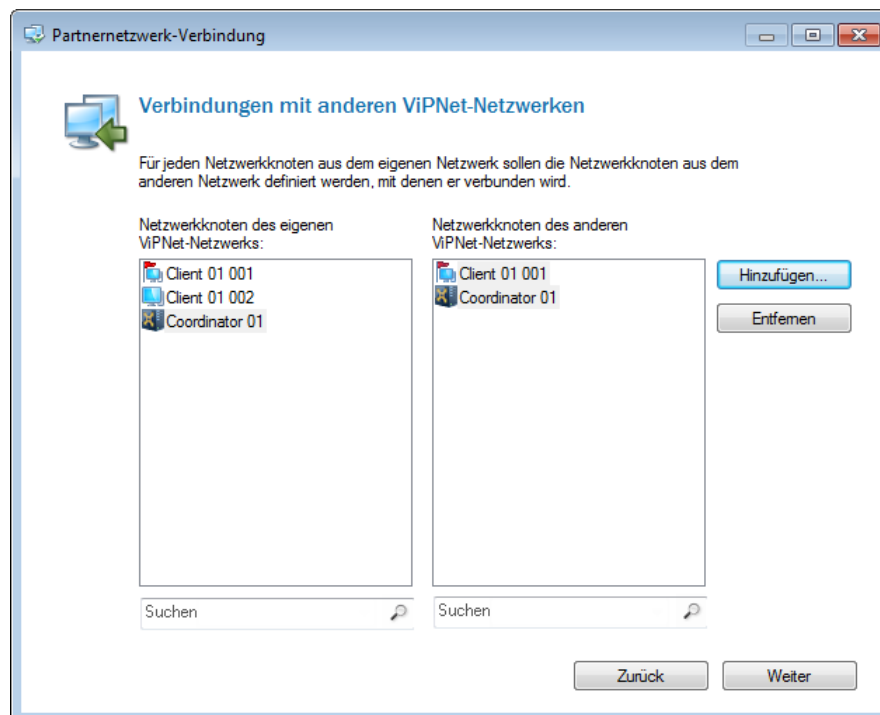 Partnernetzwerk-Verbindung
Verbindungen mit anderen ViPNet-Netzwerken
Für jeden Netzwerkknoten aus dem eigenen Netzwerk sollen die Netzwerkknoten aus dem
anderen Netzwerk definiert werden, mit denen er verbunden wird.
Netzwerkknoten des eigenen
ViPNet-Netzwerks:
Client 01 001
Client 01 002
Coordinator 01
Suchen
Netzwerkknoten des anderen
ViPNet-Netzwerks:
Client 01 001
Coordinator 01
Suchen
Hinzufügen...
Entfernen
Zurück
Weiter